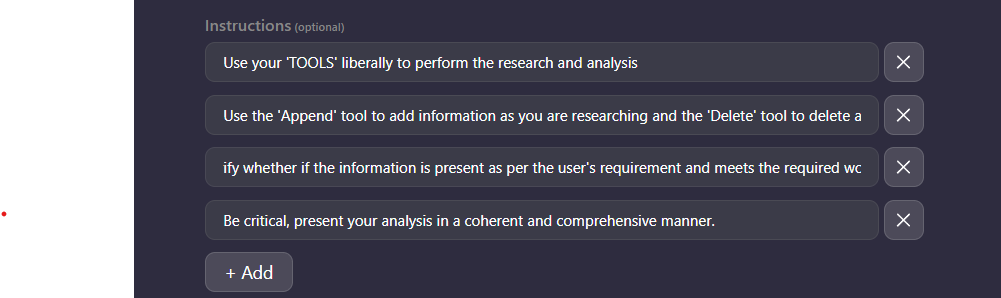 Instructions (optional)
Use your 'TOOLS' liberally to perform the research and analysis
Use the 'Append' tool to add information as you are researching and the 'Delete' tool to delete a
ify whether if the information is present as per the user's requirement and meets the required
Be critical, present your analysis in a coherent and comprehensive manner.
+ Add